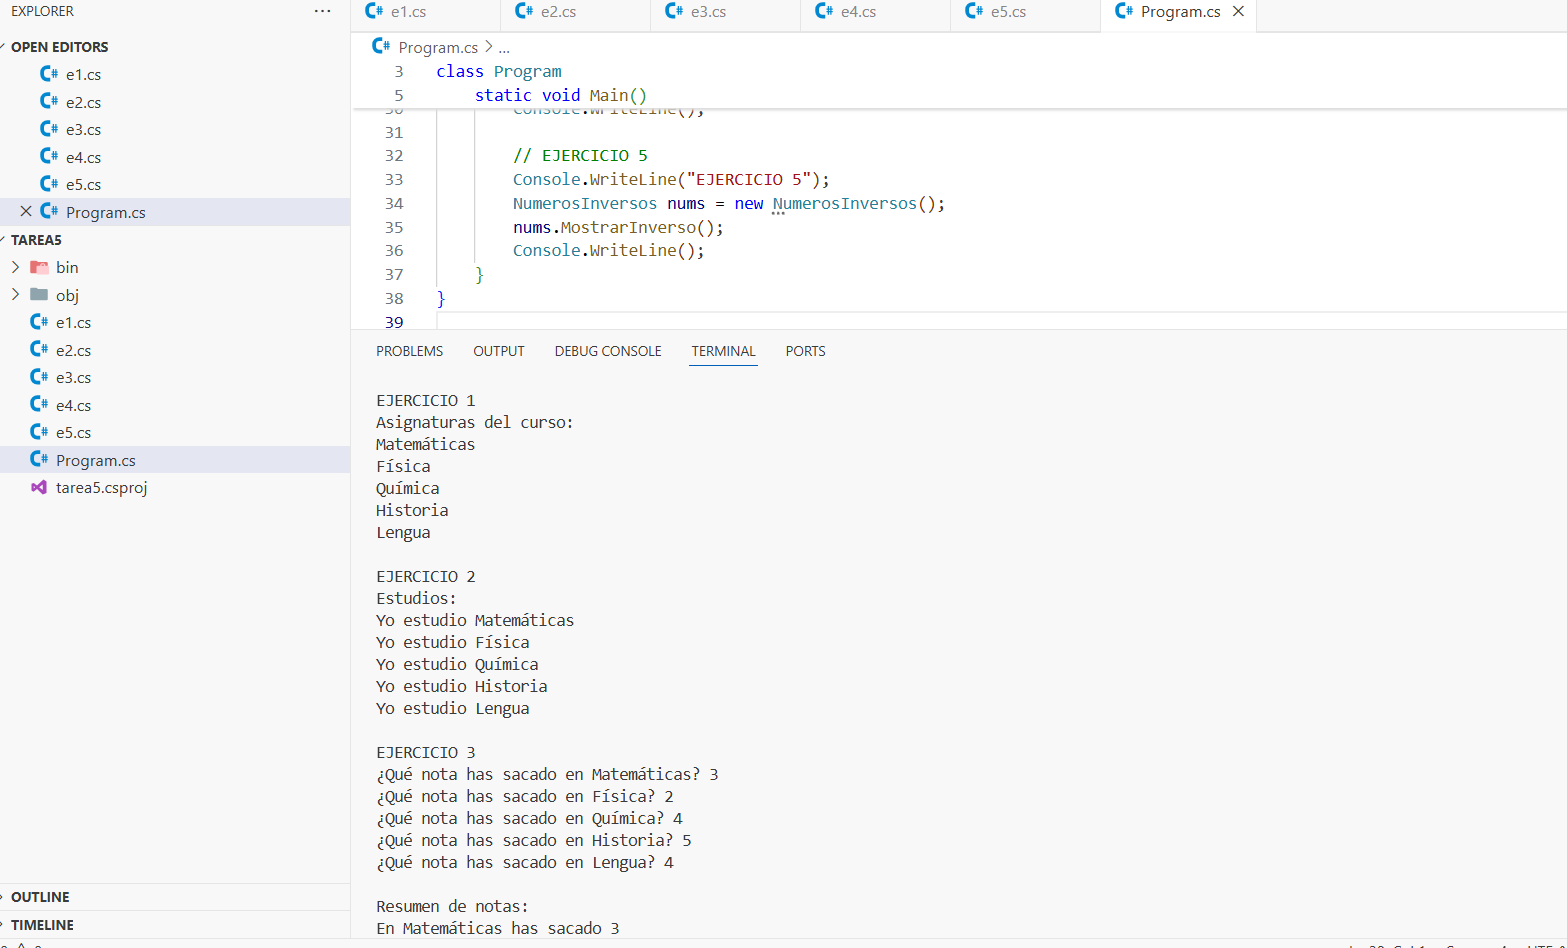 EXPLORER
OPEN EDITORS
e1.cs
e2.cs
e3.cs
e4.cs
e5.cs
Program.cs
TAREA5
bin
obj
e1.cs
e2.cs
e3.cs
e4.cs
e5.cs
Program.cs
tarea5.csproj
OUTLINE
TIMELINE
e1.cs e2.cs e3.cs e4.cs e5.cs Program.cs
Program.cs > ...
3 class Program
5 static void Main()
30 Console.WriteLine();
31
32 // EJERCICIO 5
33 Console.WriteLine("EJERCICIO 5");
34 NumerosInversos nums = new NumerosInversos();
35 nums.MostrarInverso();
36 Console.WriteLine();
37 }
38 }
39
PROBLEMS OUTPUT DEBUG CONSOLE TERMINAL PORTS
EJERCICIO 1
Asignaturas del curso:
Matemáticas
Física
Química
Historia
Lengua
EJERCICIO 2
Estudios:
Yo estudio Matemáticas
Yo estudio Física
Yo estudio Química
Yo estudio Historia
Yo estudio Lengua
EJERCICIO 3
¿Qué nota has sacado en Matemáticas? 3
¿Qué nota has sacado en Física? 2
¿Qué nota has sacado en Química? 4
¿Qué nota has sacado en Historia? 5
¿Qué nota has sacado en Lengua? 4
Resumen de notas:
En Matemáticas has sacado 3